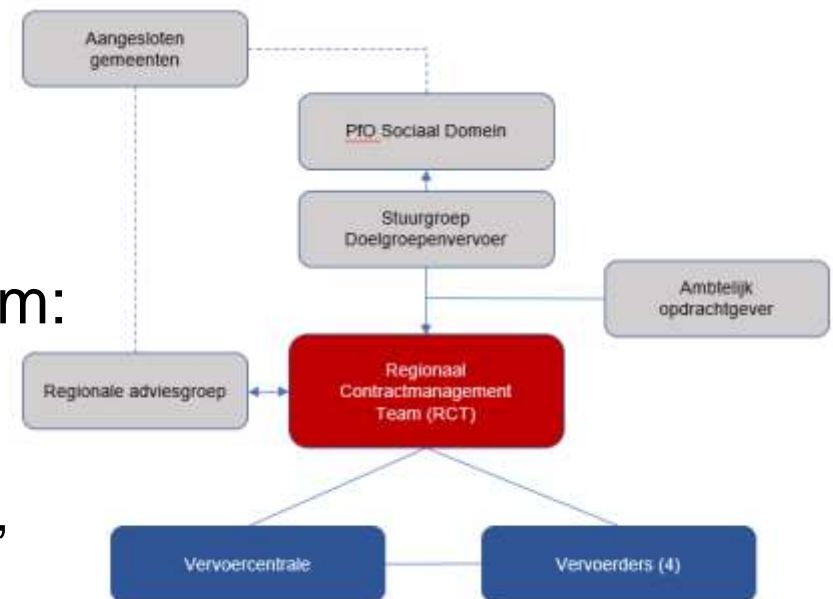 Aangesloten
gemeenten
PfO Sociaal Domein
Stuurgroep
Doelgroepenvervoer
Ambtelijk
opdrachtgever
m:
Regionale adviesgroep
Regionaal
Contractmanagement
Team (RCT)
,
Vervoercentrale
Vervoerders (4)